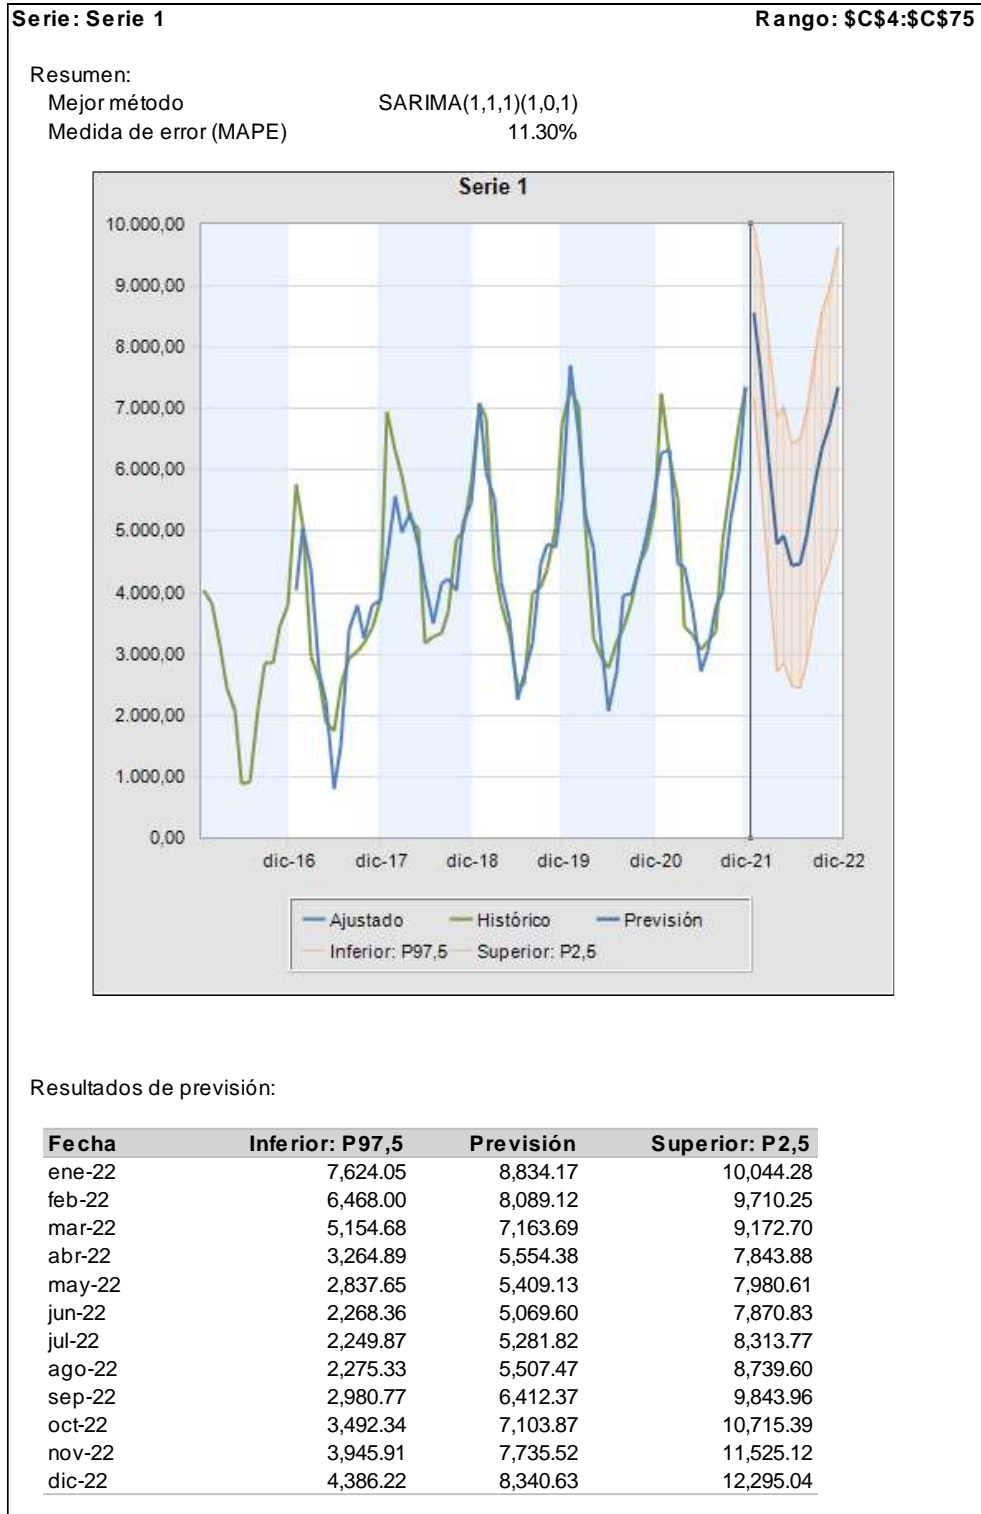 Serie: Serie 1 Rango: $C$4:$C$75
Resumen:
Mejor método SARIMA(1,1,1)(1,0,1)
Medida de error (MAPE) 11.30%
Serie 1
10.000,00
9.000,00
8.000,00
7.000,00
6.000,00
5.000,00
4.000,00
3.000,00
2.000,00
1.000,00
0,00
dic-16 dic-17 dic-18 dic-19 dic-20 dic-21 dic-22
Ajustado Histórico Previsión
Inferior: P97,5 Superior: P2,5
Resultados de previsión:
Fecha Inferior: P97,5 Previsión Superior: P2,5
ene-22 7,624.05 8,834.17 10,044.28
feb-22 6,468.00 8,089.12 9,710.25
mar-22 5,154.68 7,163.69 9,172.70
abr-22 3,264.89 5,554.38 7,843.88
may-22 2,837.65 5,409.13 7,980.61
jun-22 2,268.36 5,069.60 7,870.83
jul-22 2,249.87 5,281.82 8,313.77
ago-22 2,275.33 5,507.47 8,739.60
sep-22 2,980.77 6,412.37 9,843.96
oct-22 3,492.34 7,103.87 10,715.39
nov-22 3,945.91 7,735.52 11,525.12
dic-22 4,386.22 8,340.63 12,295.04